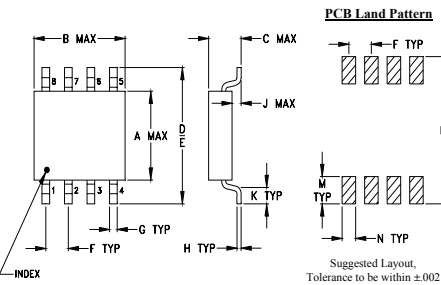 PCB Land Pattern
B MAX
C MAX
F TYP
8 7 6 5
J MAX
A MAX
D
E
K TYP
M
TYP
1 2 3 4
G TYP
F TYP
H TYP
N TYP
INDEX
Suggested Layout,
Tolerance to be within ±.002